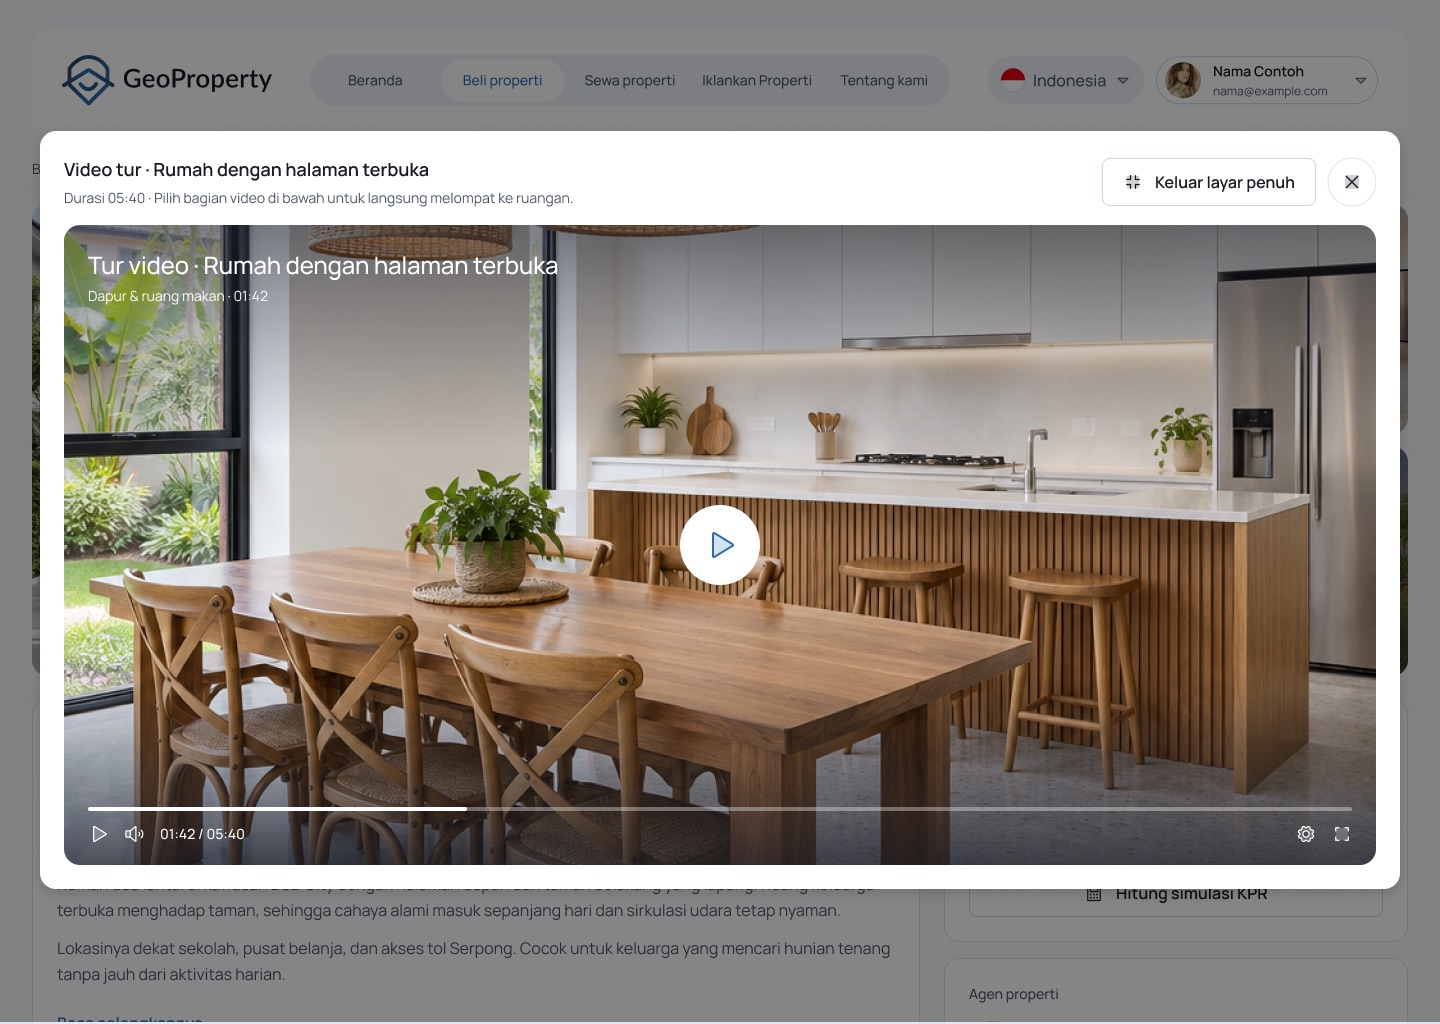 GeoProperty
Beranda
Beli properti
Sewa properti
Iklankan Properti
Tentang kami
Indonesia
Nama Contoh
nama@example.com
B
Video tur · Rumah dengan halaman terbuka
Durasi 05:40 · Pilih bagian video di bawah untuk langsung melompat ke ruangan.
Keluar layar penuh
Tur video · Rumah dengan halaman terbuka
Dapur & ruang makan · 01:42
01:42 / 05:40
terbuka menghadap taman, sehingga cahaya alami masuk sepanjang hari dan sirkulasi udara tetap nyaman.
Lokasinya dekat sekolah, pusat belanja, dan akses tol Serpong. Cocok untuk keluarga yang mencari hunian tenang
tanpa jauh dari aktivitas harian.
Hitung simulasi KPR
Agen properti